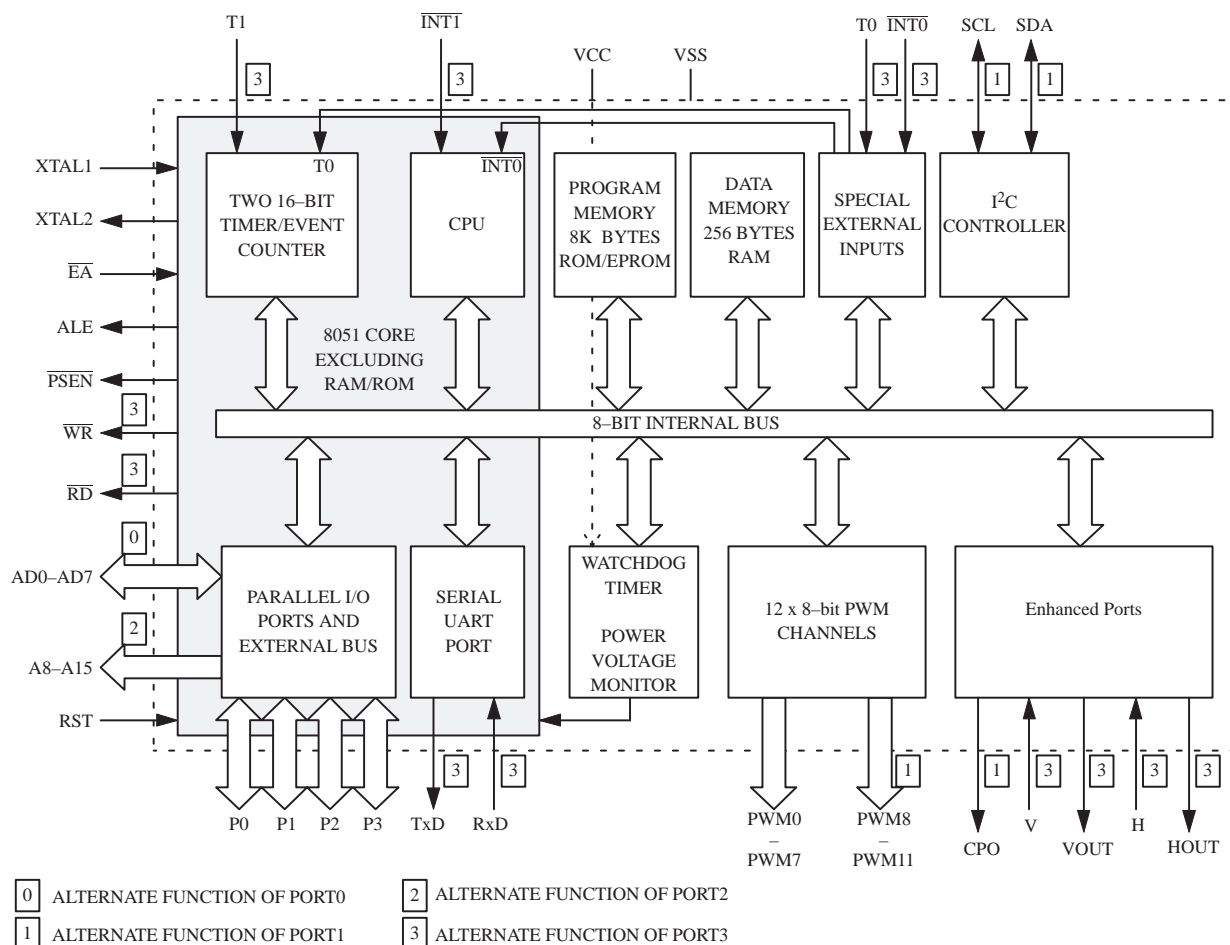 T1
INT1
VCC
VSS
T0
INT0
SCL
SDA
3
3
3
3
1
1
XTAL1
XTAL2
EA
ALE
PSEN
WR
3
RD
3
AD0–AD7
0
A8–A15
2
RST
T0
TWO 16–BIT
TIMER/EVENT
COUNTER
INT0
CPU
PROGRAM
MEMORY
8K BYTES
ROM/EPROM
DATA
MEMORY
256 BYTES
RAM
SPECIAL
EXTERNAL
INPUTS
I²C
CONTROLLER
8051 CORE
EXCLUDING
RAM/ROM
8–BIT INTERNAL BUS
PARALLEL I/O
PORTS AND
EXTERNAL BUS
SERIAL
UART
PORT
WATCHDOG
TIMER
POWER
VOLTAGE
MONITOR
12 x 8–bit PWM
CHANNELS
Enhanced Ports
3
3
1
1
3
3
3
3
P0
P1
P2
P3
TxD
RxD
PWM0
–
PWM7
PWM8
–
PWM11
CPO
V
VOUT
H
HOUT
0 ALTERNATE FUNCTION OF PORT0
2 ALTERNATE FUNCTION OF PORT2
1 ALTERNATE FUNCTION OF PORT1
3 ALTERNATE FUNCTION OF PORT3